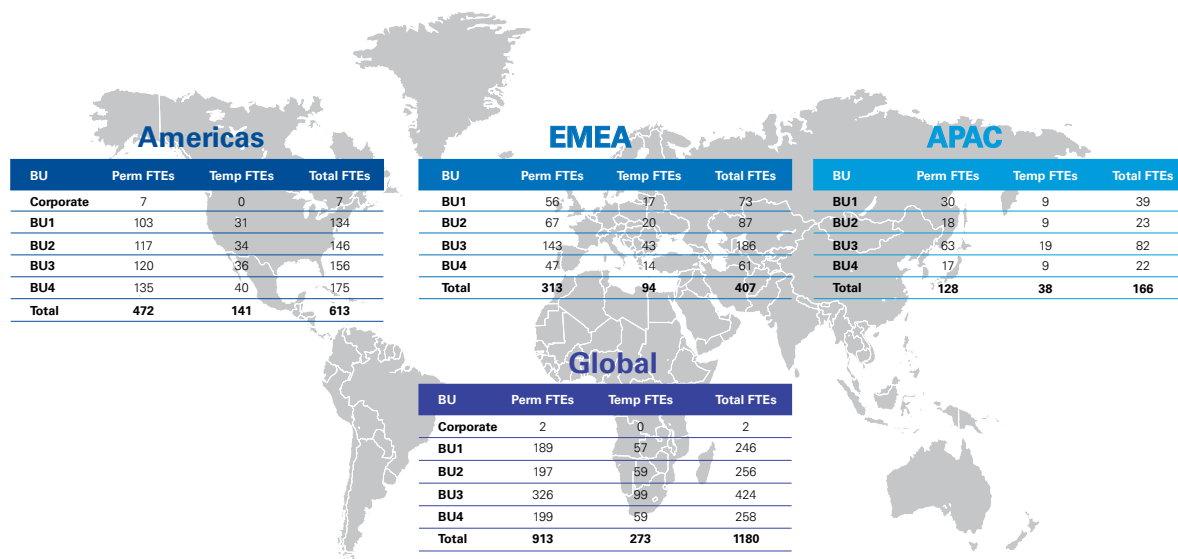 Americas
BU Perm FTEs Temp FTEs Total FTEs
Corporate 7 0 7
BU1 103 31 134
BU2 117 34 146
BU3 120 36 156
BU4 135 40 175
Total 472 141 613
EMEA
BU Perm FTEs Temp FTEs Total FTEs
BU1 56 17 73
BU2 67 20 87
BU3 143 43 186
BU4 47 14 61
Total 313 94 407
APAC
BU Perm FTEs Temp FTEs Total FTEs
BU1 30 9 39
BU2 18 9 23
BU3 63 19 82
BU4 17 9 22
Total 128 38 166
Global
BU Perm FTEs Temp FTEs Total FTEs
Corporate 2 0 2
BU1 189 57 246
BU2 197 59 256
BU3 326 99 424
BU4 199 59 258
Total 913 273 1180